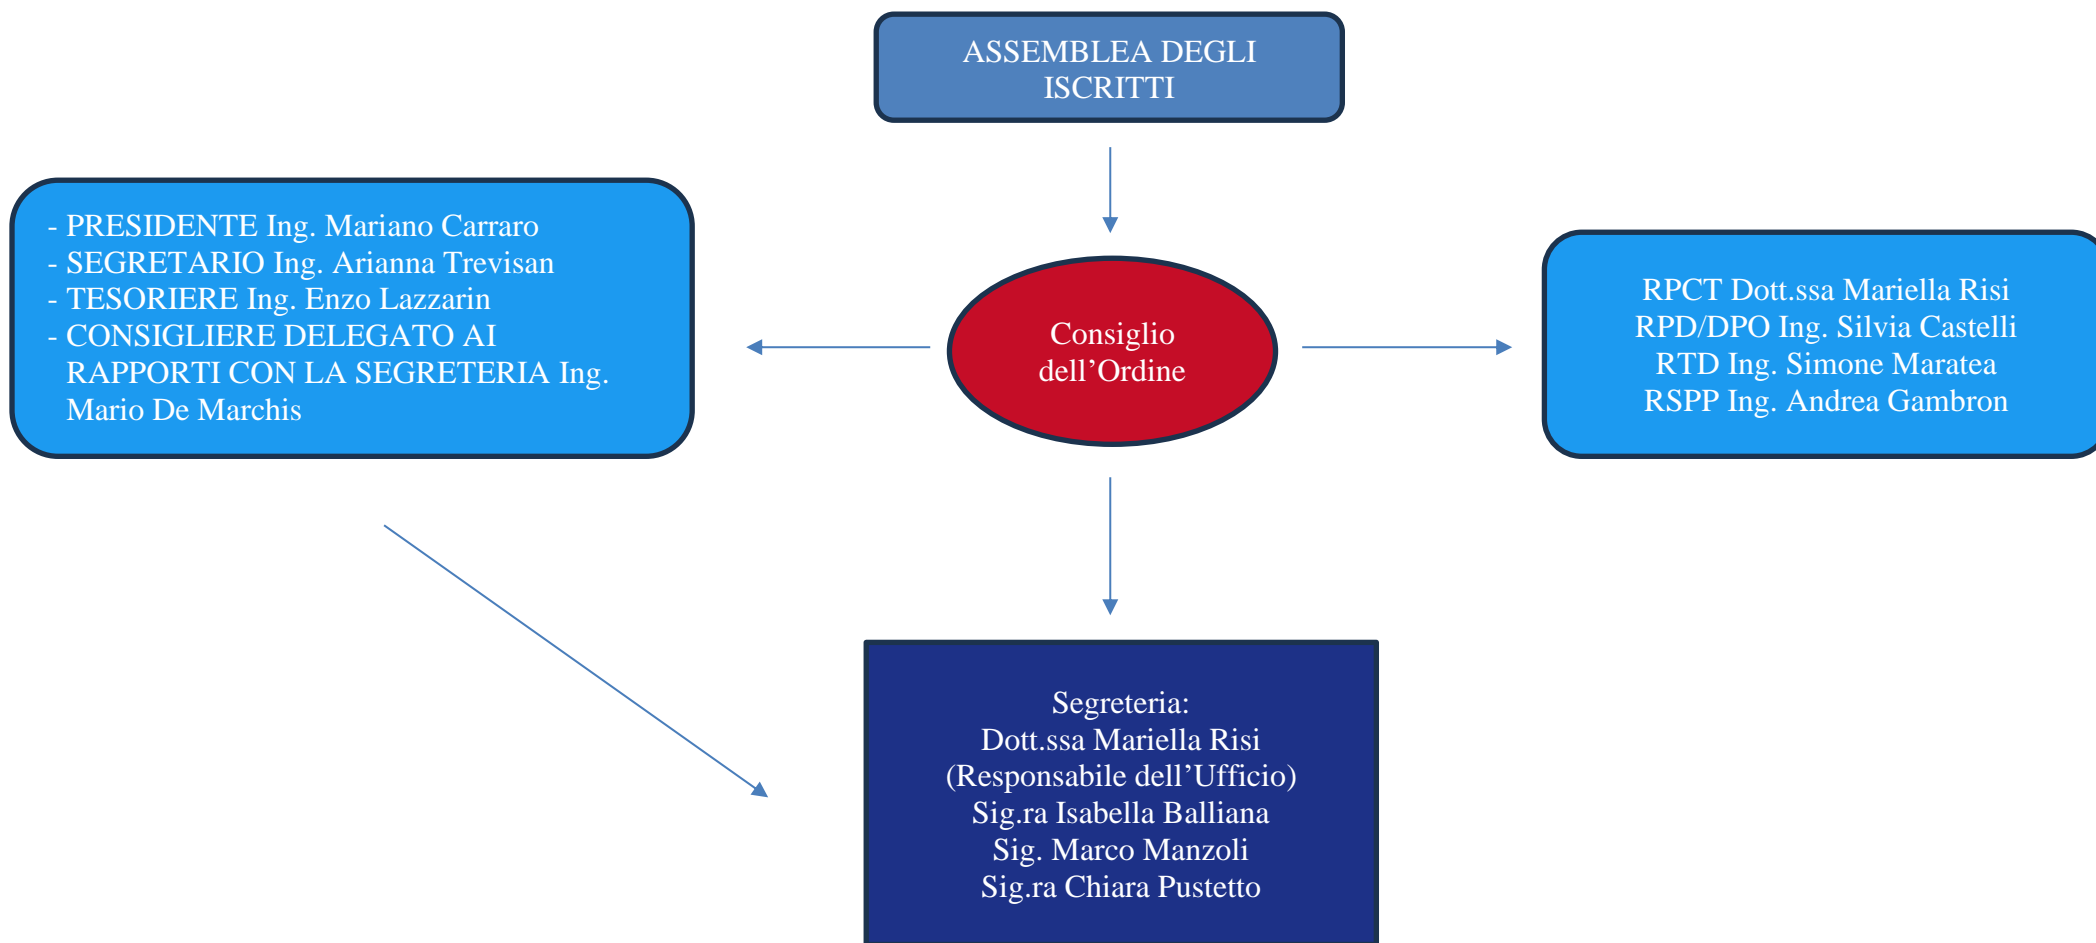 ASSEMBLEA DEGLI
ISCRITTI
- PRESIDENTE Ing. Mariano Carraro
- SEGRETARIO Ing. Arianna Trevisan
- TESORIERE Ing. Enzo Lazzarin
- CONSIGLIERE DELEGATO AI
RAPPORTI CON LA SEGRETERIA Ing.
Mario De Marchis
Consiglio
dell’Ordine
RPCT Dott.ssa Mariella Risi
RPD/DPO Ing. Silvia Castelli
RTD Ing. Simone Maratea
RSPP Ing. Andrea Gambron
Segreteria:
Dott.ssa Mariella Risi
(Responsabile dell’Ufficio)
Sig.ra Isabella Balliana
Sig. Marco Manzoli
Sig.ra Chiara Pustetto